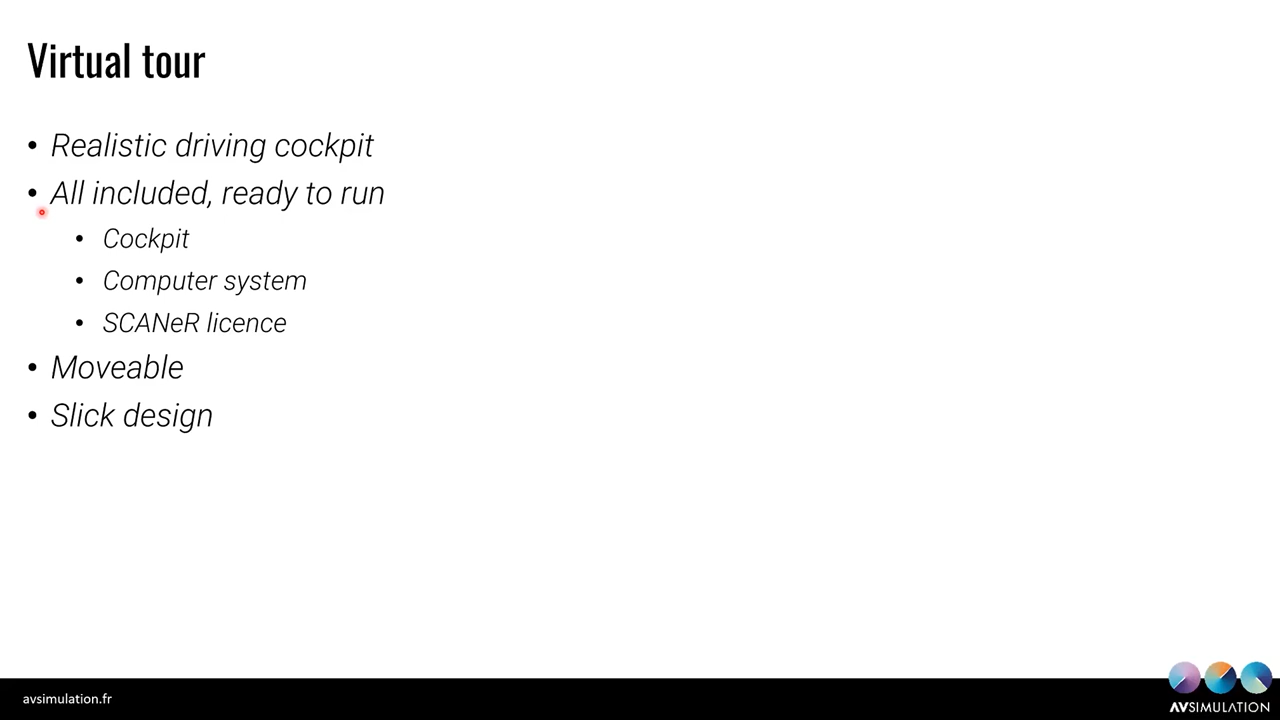 Virtual tour
• Realistic driving cockpit
• All included, ready to run
• Cockpit
• Computer system
• SCANeR licence
• Moveable
• Slick design
avsimulation.fr
AVSIMULATION